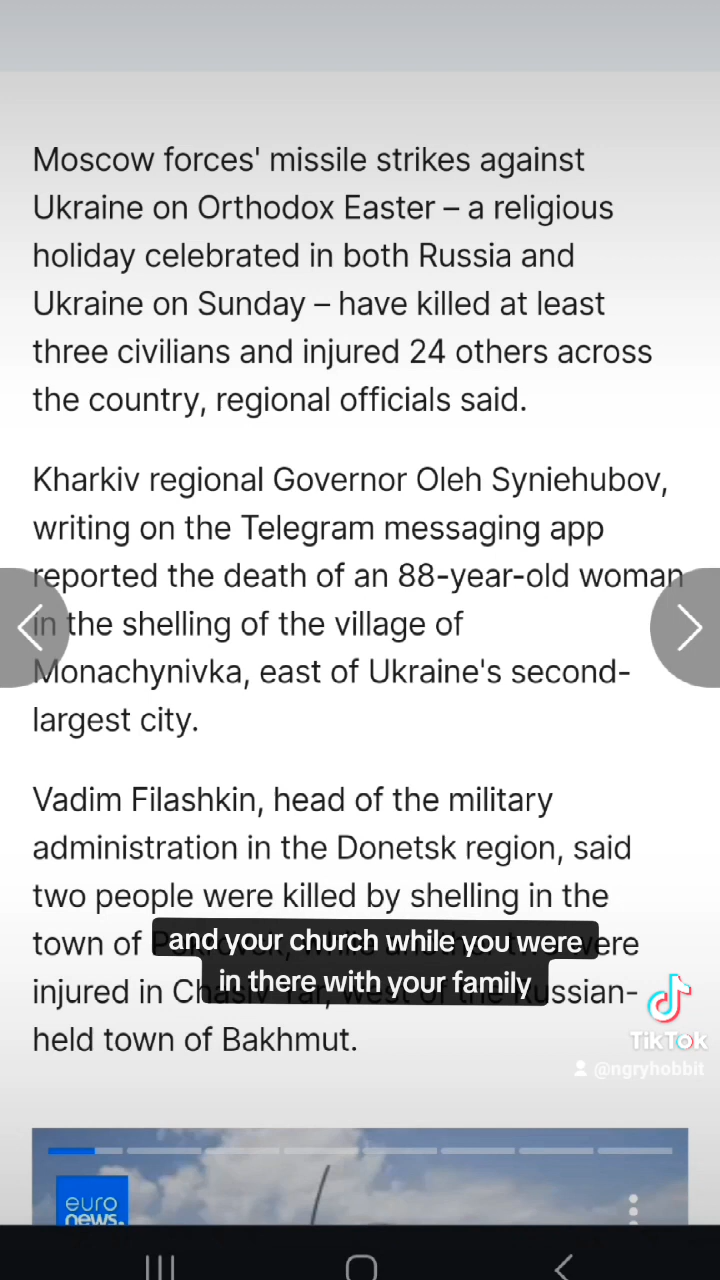 Moscow forces' missile strikes against
Ukraine on Orthodox Easter – a religious
holiday celebrated in both Russia and
Ukraine on Sunday – have killed at least
three civilians and injured 24 others across
the country, regional officials said.
Kharkiv regional Governor Oleh Syniehubov,
writing on the Telegram messaging app
reported the death of an 88-year-old woman
in the shelling of the village of
Monachynivka, east of Ukraine's second-
largest city.
Vadim Filashkin, head of the military
administration in the Donetsk region, said
two people were killed by shelling in the
town of were
and your church while you were
injured in west of the Russian-
in there with your family
held town of Bakhmut.
TikTok
@ngryhobbit
euro
news.